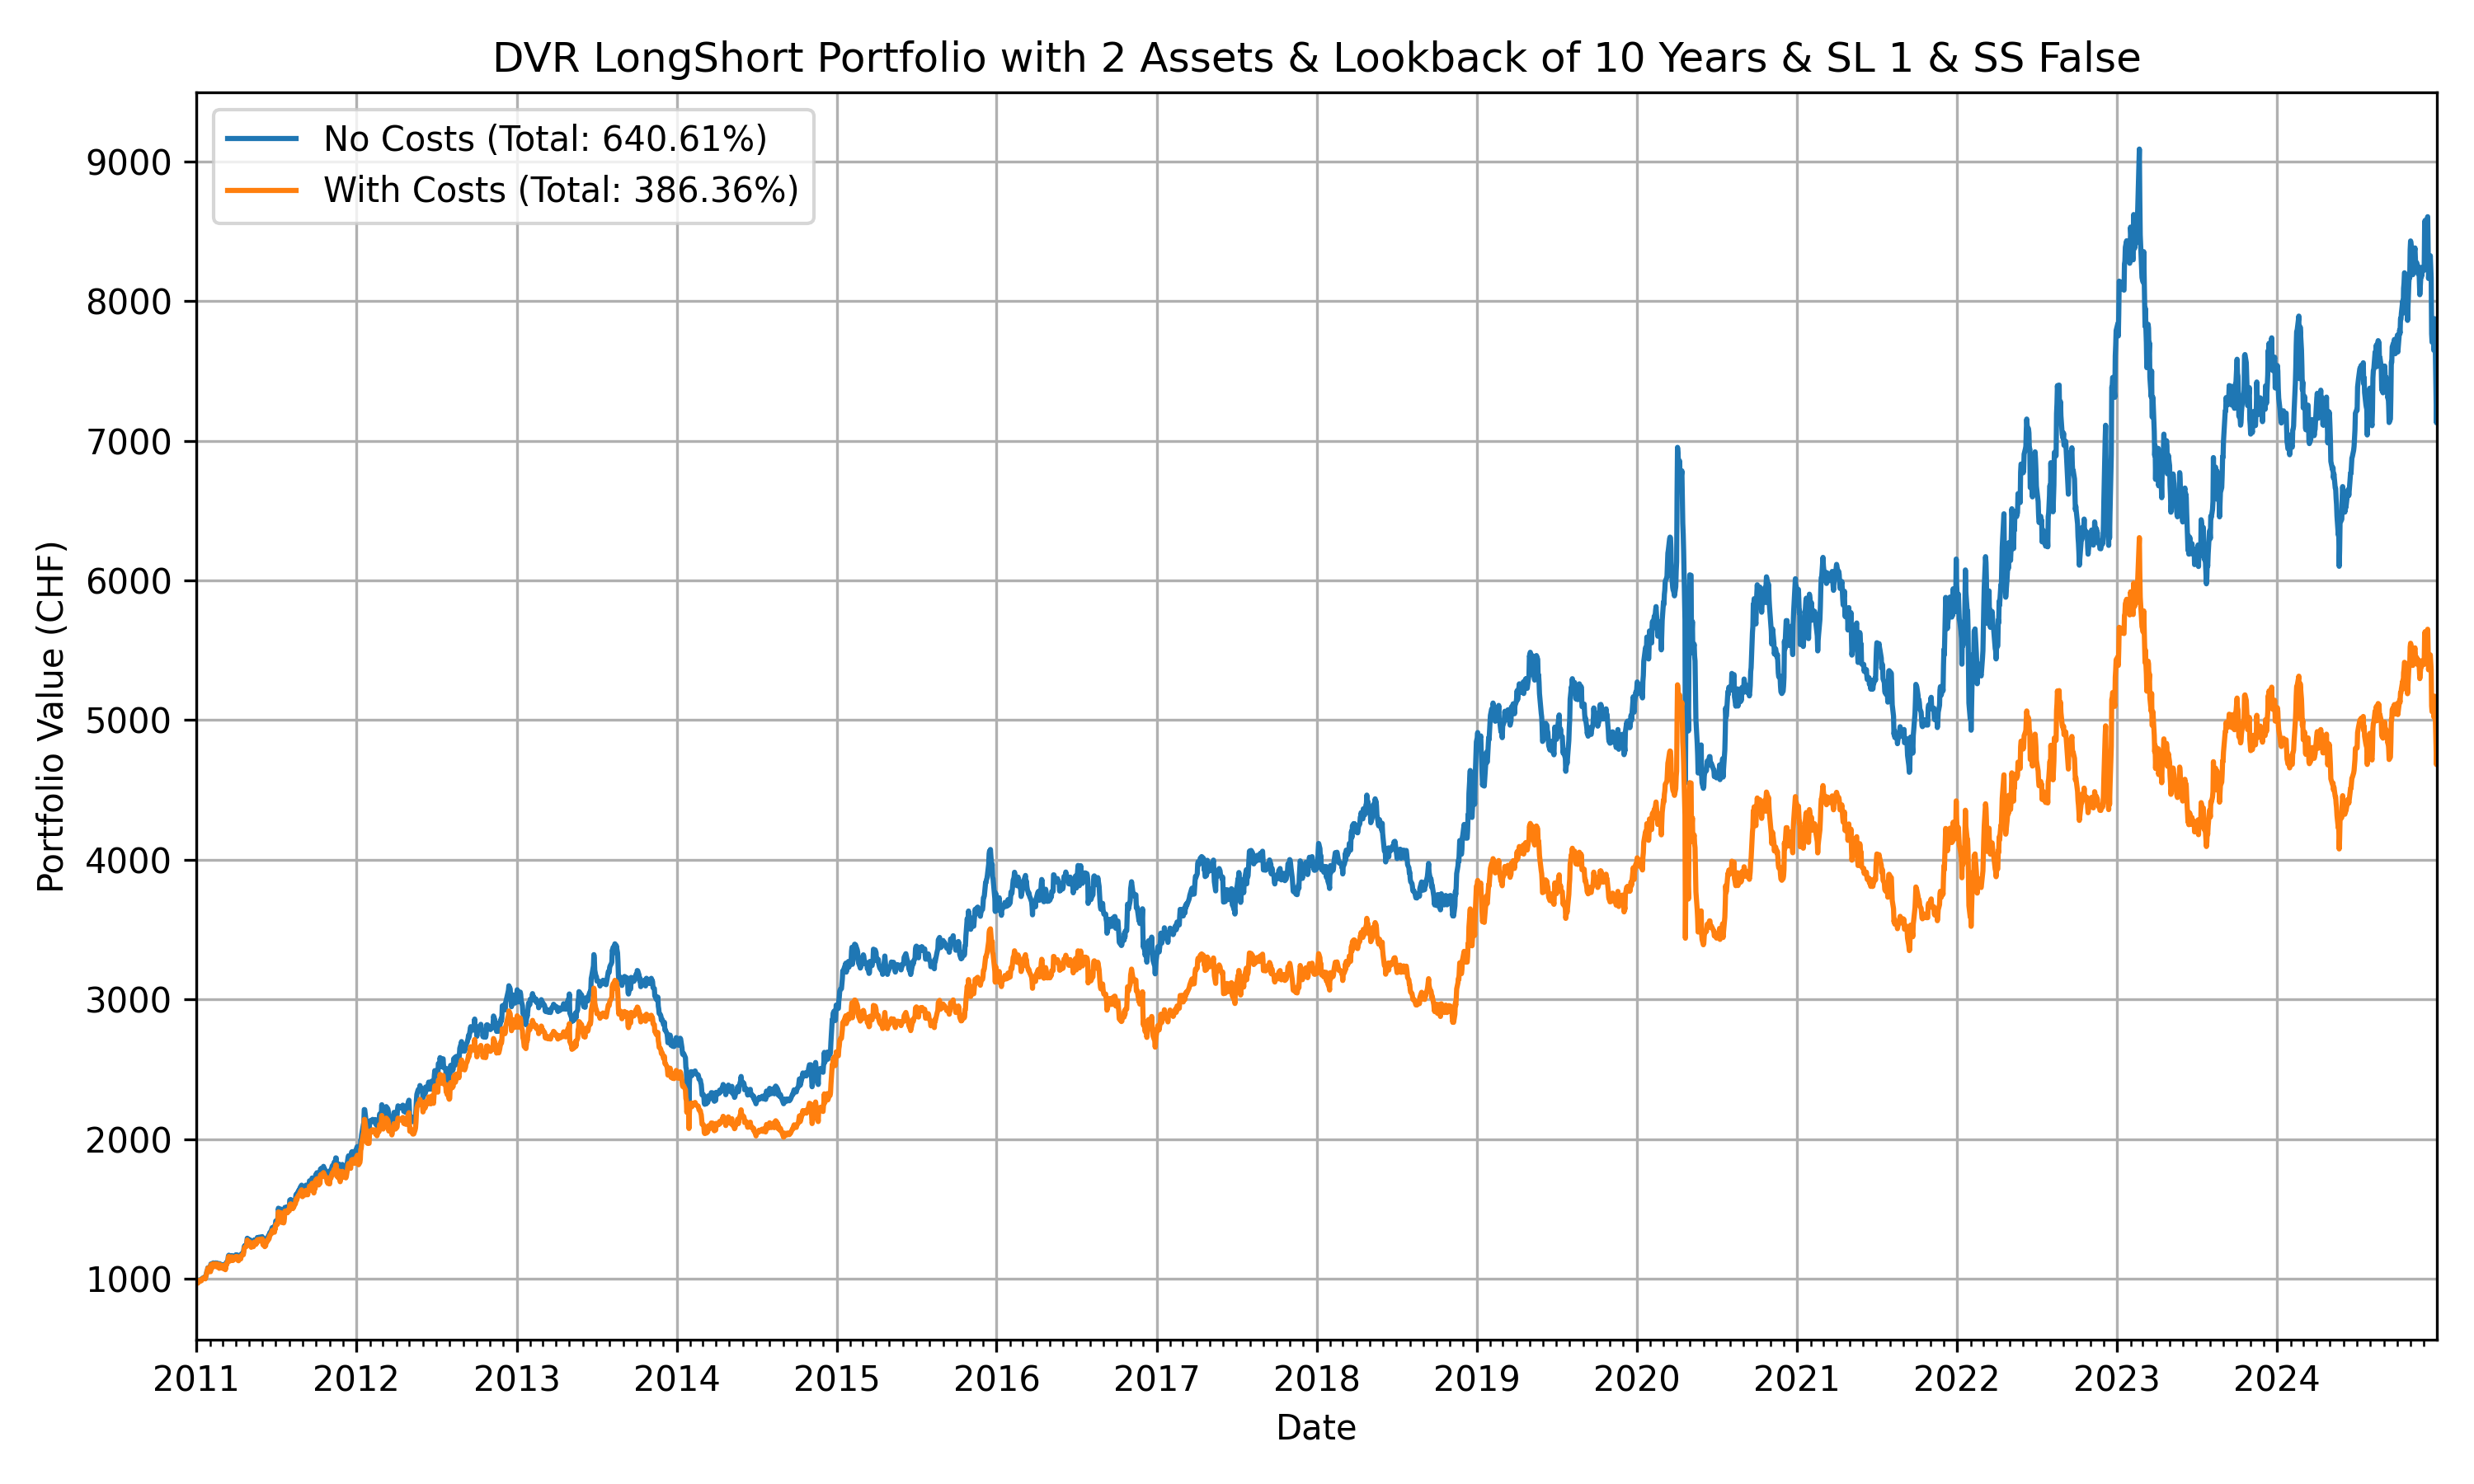 DVR LongShort Portfolio with 2 Assets & Lookback of 10 Years & SL 1 & SS False
No Costs (Total: 640.61%)
With Costs (Total: 386.36%)
Portfolio Value (CHF)
9000
8000
7000
6000
5000
4000
3000
2000
1000
2011 2012 2013 2014 2015 2016 2017 2018 2019 2020 2021 2022 2023 2024
Date